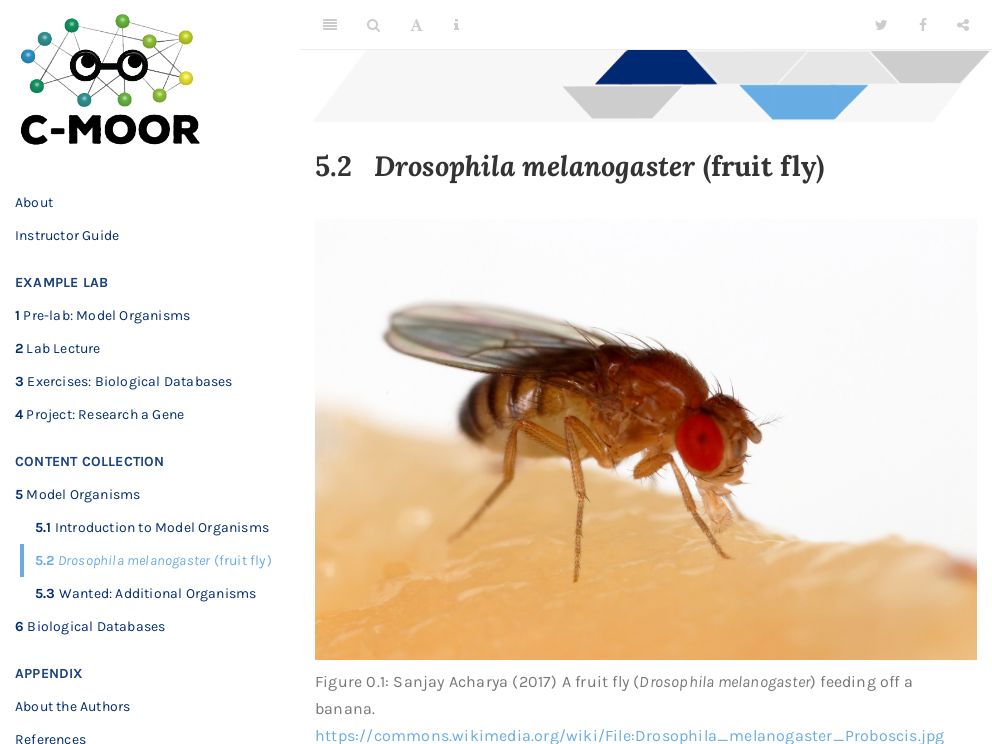 C-MOOR
About
Instructor Guide
EXAMPLE LAB
1 Pre-lab: Model Organisms
2 Lab Lecture
3 Exercises: Biological Databases
4 Project: Research a Gene
CONTENT COLLECTION
5 Model Organisms
5.1 Introduction to Model Organisms
5.2 Drosophila melanogaster (fruit fly)
5.3 Wanted: Additional Organisms
6 Biological Databases
APPENDIX
About the Authors
References
A
5.2 Drosophila melanogaster (fruit fly)
Figure 0.1: Sanjay Acharya (2017) A fruit fly (Drosophila melanogaster) feeding off a
banana.
https://commons.wikimedia.org/wiki/File:Drosophila_melanogaster_Proboscis.jpg